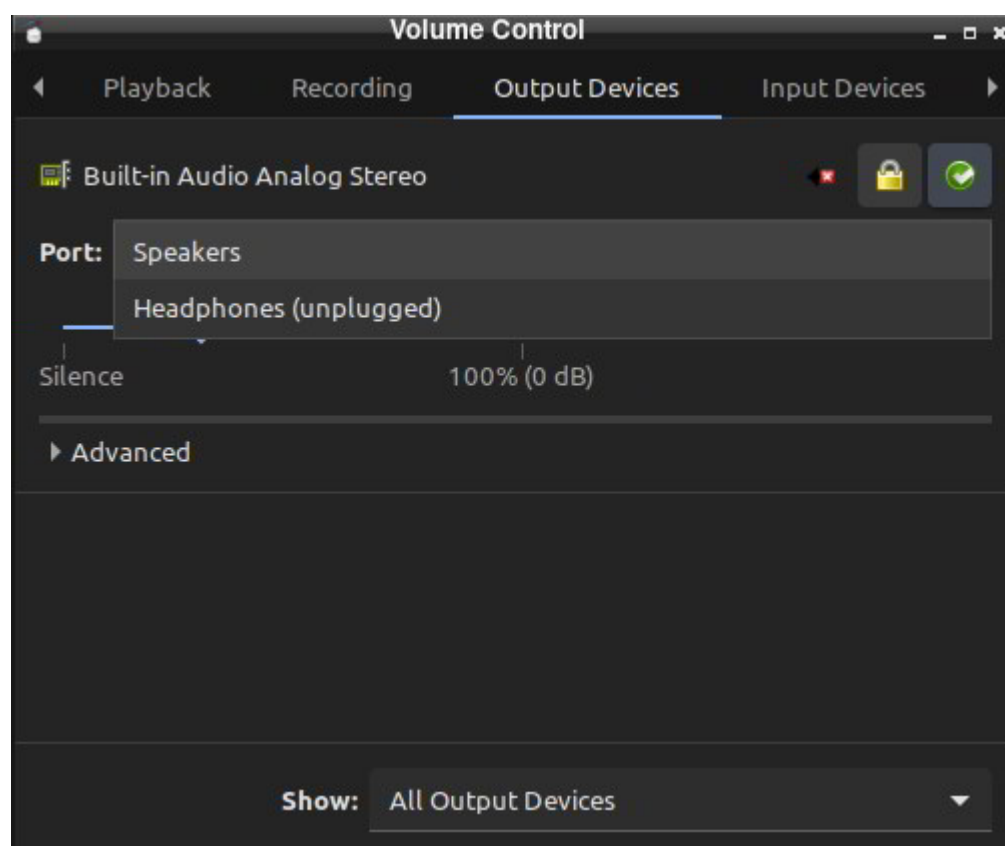 Volume Control
Playback Recording Output Devices Input Devices
Built-in Audio Analog Stereo
Port: Speakers
Headphones (unplugged)
Silence 100% (0 dB)
Advanced
Show: All Output Devices